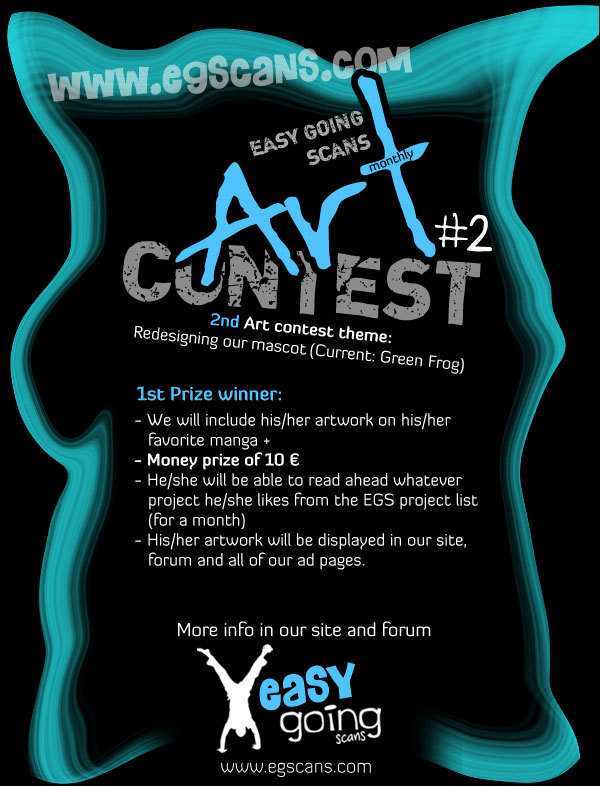 www.egscans.com
EASY GOING
SCANS
monthly
Art
#2
CONTEST
2nd Art contest theme:
Redesigning our mascot (Current: Green Frog)
1st Prize winner:
- We will include his/her artwork on his/her
favorite manga +
- Money prize of 10 €
- He/she will be able to read ahead whatever
project he/she likes from the EGS project list
(for a month)
- His/her artwork will be displayed in our site,
forum and all of our ad pages.
More info in our site and forum
easy
going
scans
www.egscans.com